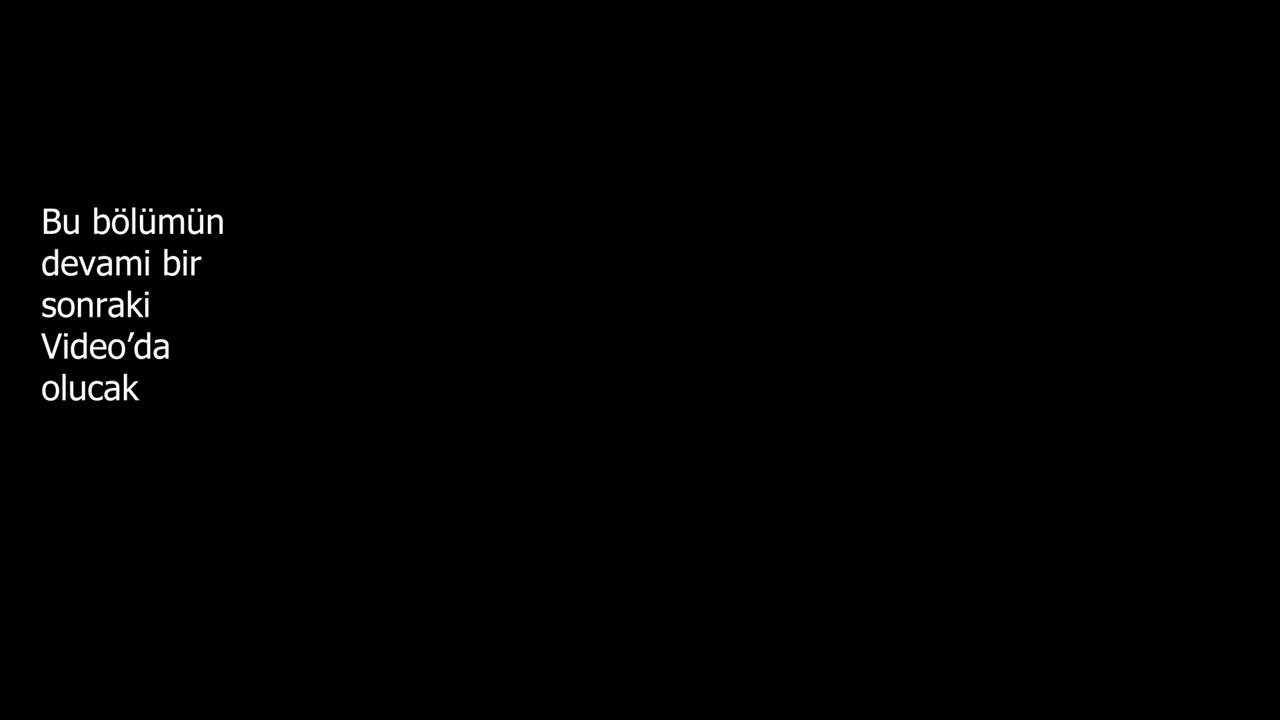 Bu bölümün
devami bir
sonraki
Video’da
olucak